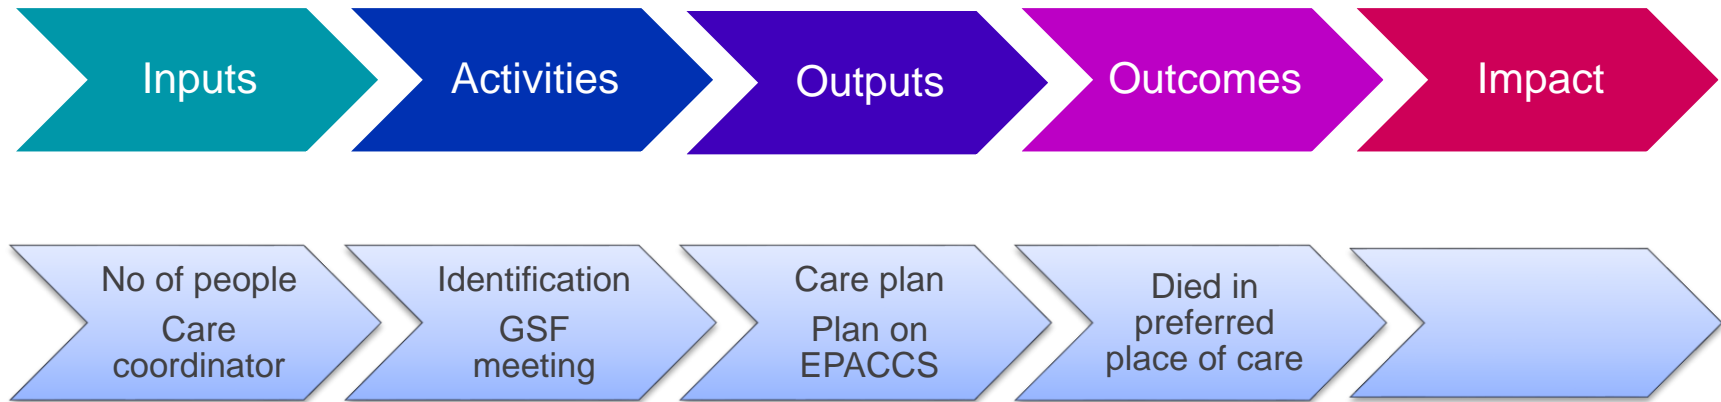 Inputs
Activities
Outputs
Outcomes
Impact
No of people
Care
coordinator
Identification
GSF
meeting
Care plan
Plan on
EPACCS
Died in
preferred
place of care